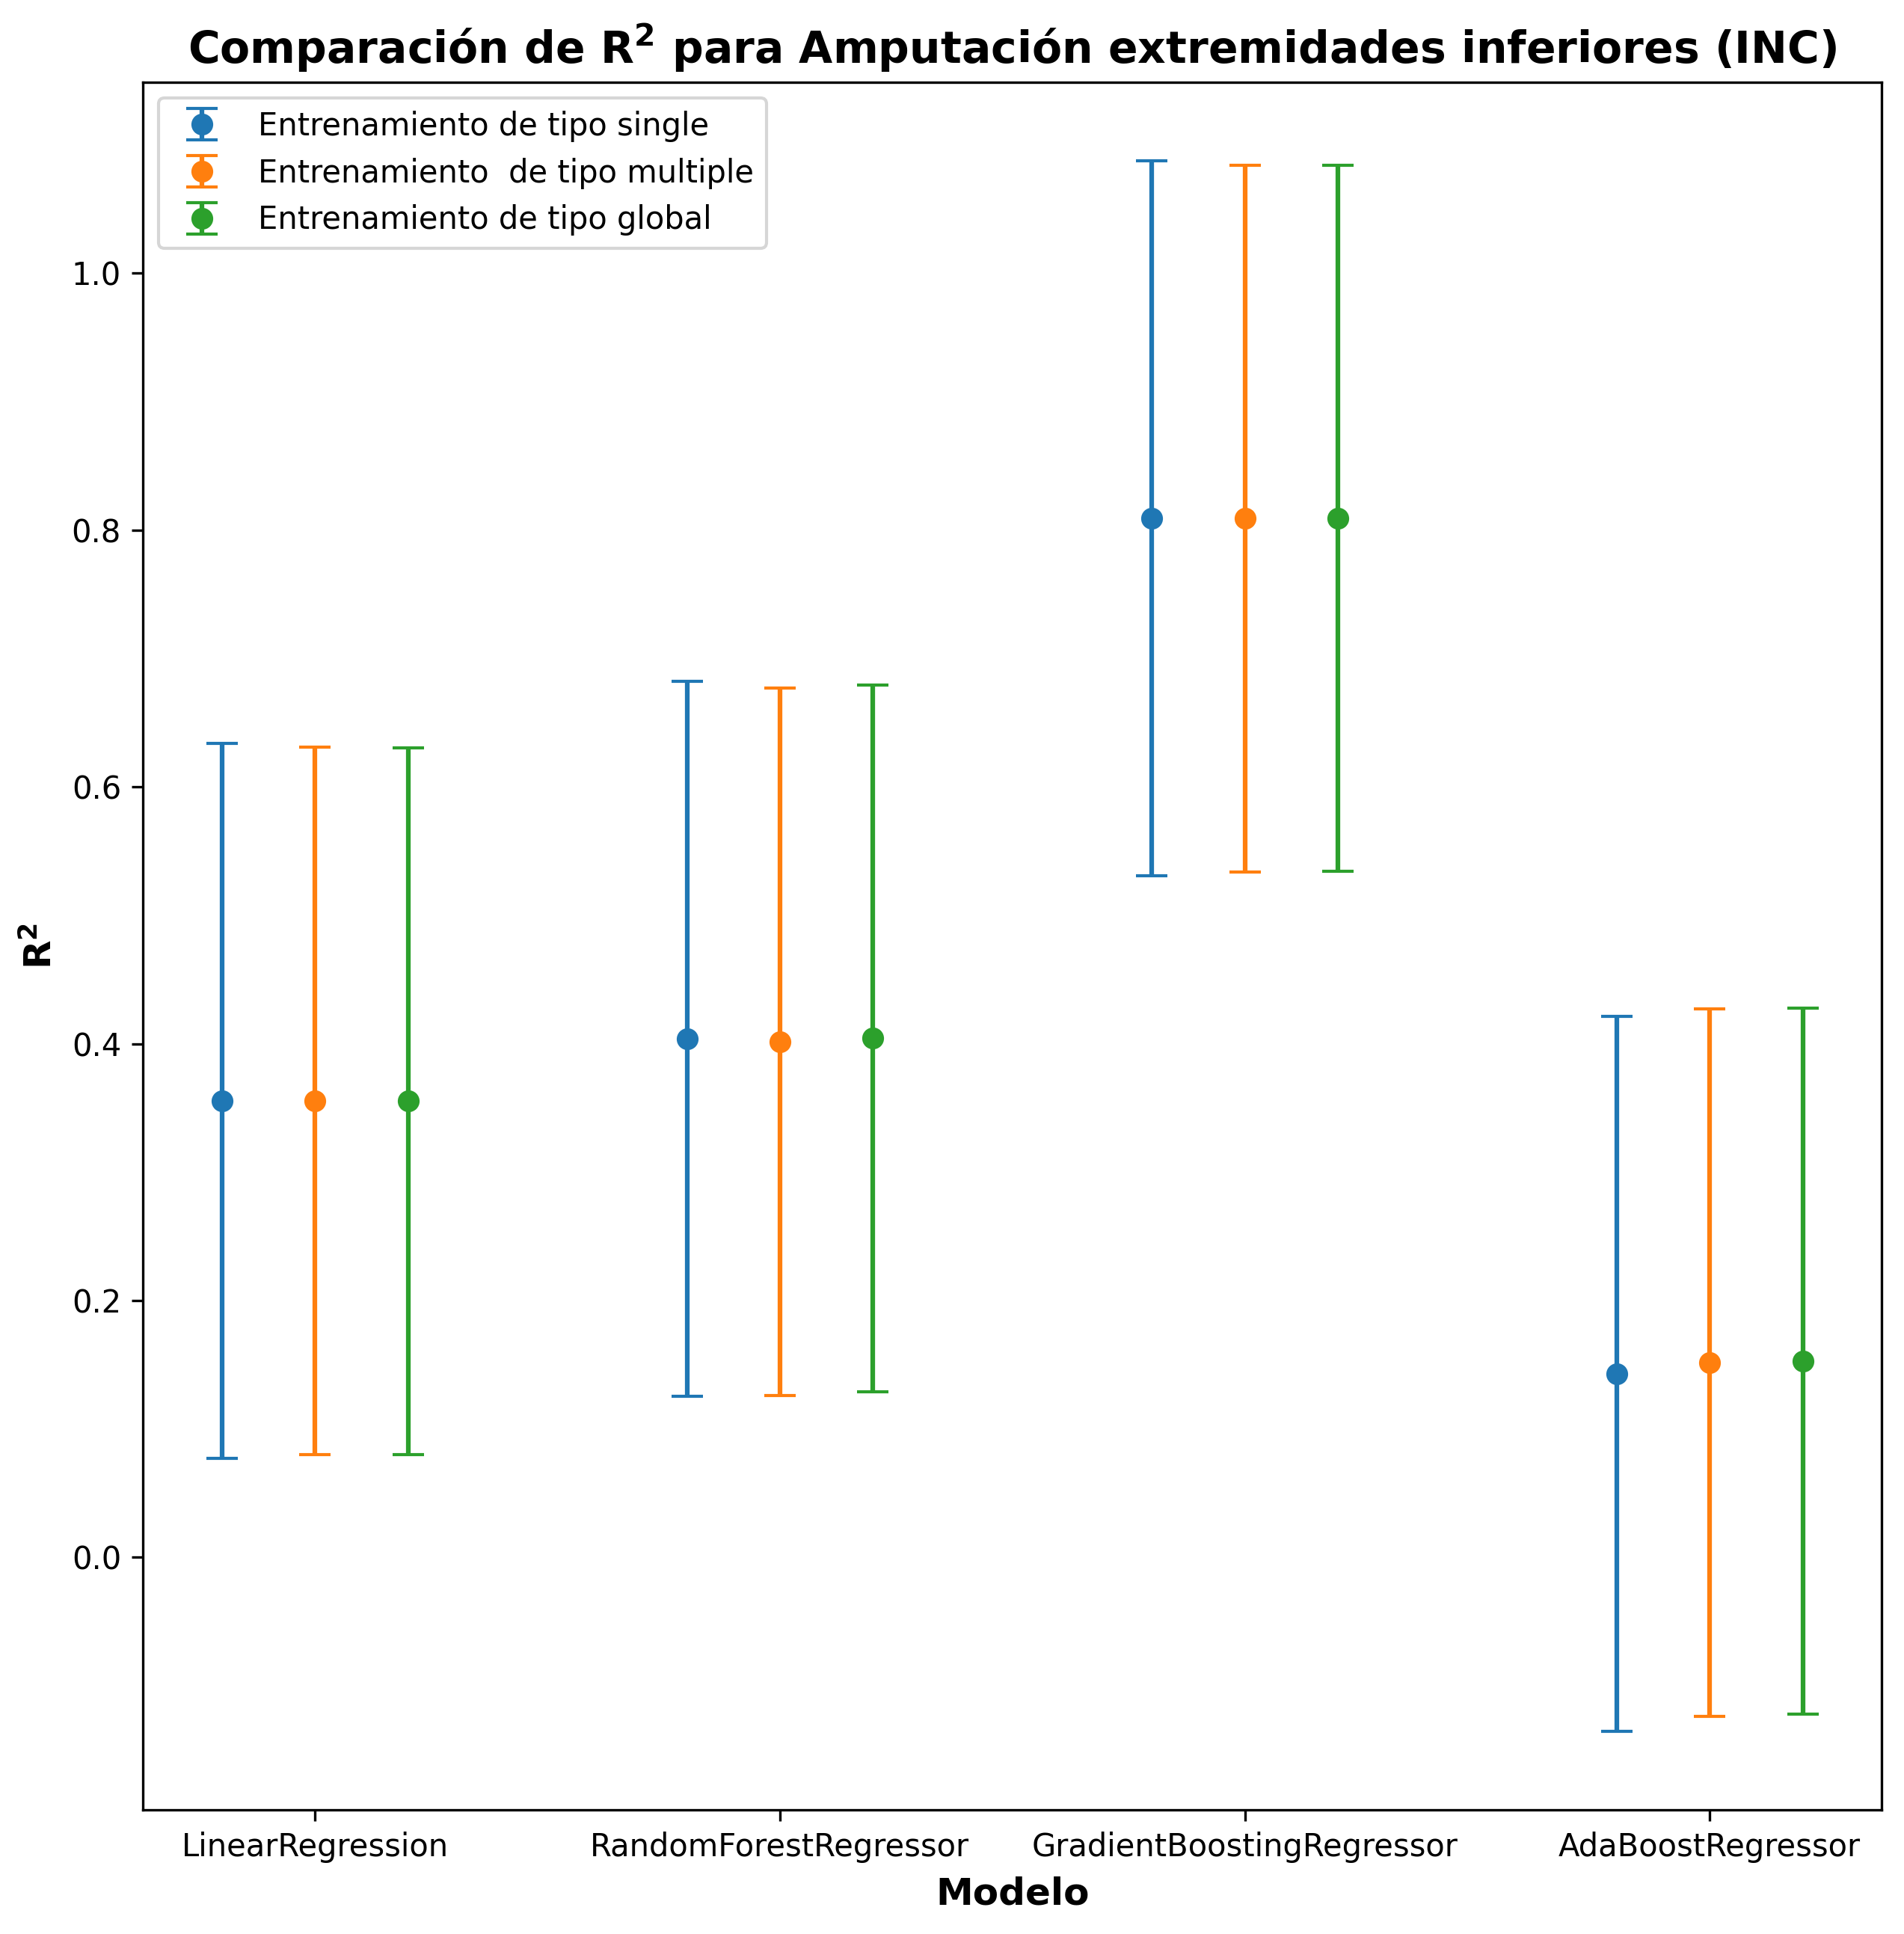 Comparación de R² para Amputación extremidades inferiores (INC)
Entrenamiento de tipo single
Entrenamiento  de tipo multiple
Entrenamiento de tipo global
1.0
0.8
0.6
0.4
0.2
0.0
R²
LinearRegression
RandomForestRegressor
GradientBoostingRegressor
AdaBoostRegressor
Modelo